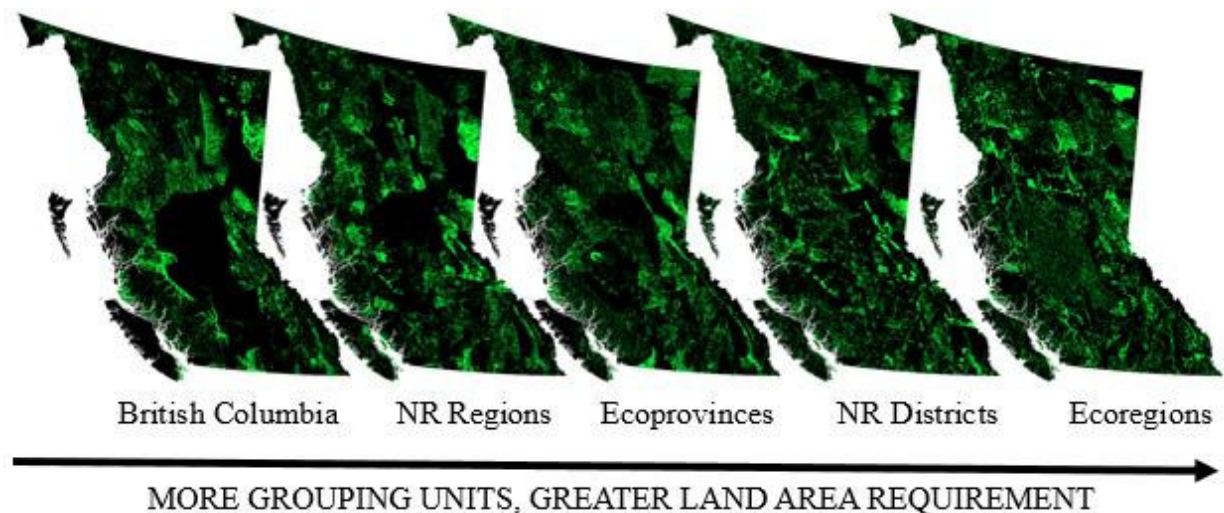 British Columbia NR Regions Ecoprovinces NR Districts Ecoregions
MORE GROUPING UNITS, GREATER LAND AREA REQUIREMENT